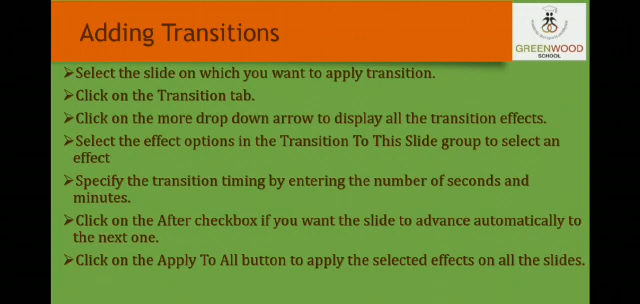 Adding Transitions
GREENWOOD
SCHOOL
➢Select the slide on which you want to apply transition.
➢Click on the Transition tab.
➢Click on the more drop down arrow to display all the transition effects.
➢Select the effect options in the Transition To This Slide group to select an
effect
➢Specify the transition timing by entering the number of seconds and
minutes.
➢Click on the After checkbox if you want the slide to advance automatically to
the next one.
➢Click on the Apply To All button to apply the selected effects on all the slides.